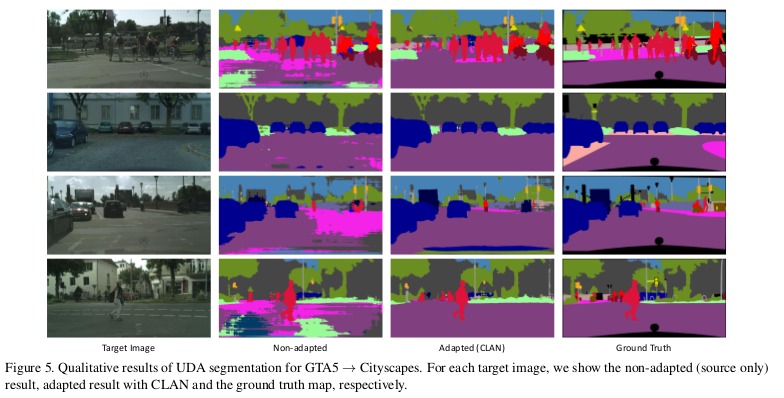 Target Image Non-adapted Adapted (CLAN) Ground Truth
Figure 5. Qualitative results of UDA segmentation for GTA5 → Cityscapes. For each target image, we show the non-adapted (source only)
result, adapted result with CLAN and the ground truth map, respectively.